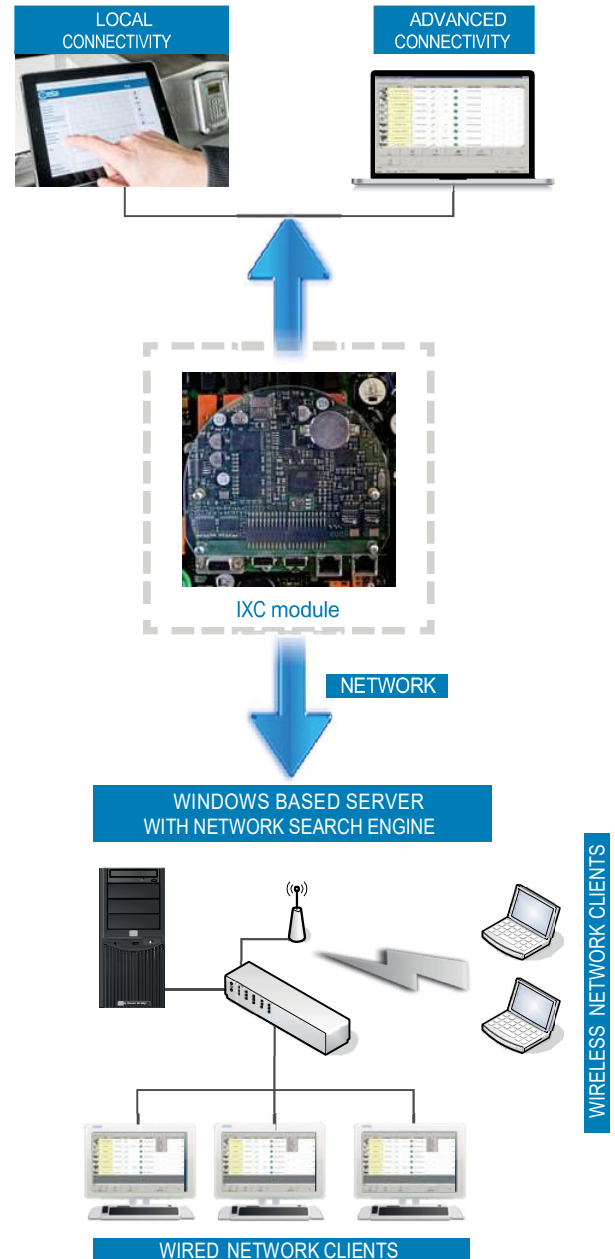 LOCAL
CONNECTIVITY
ADVANCED
CONNECTIVITY
IXC module
NETWORK
WINDOWS BASED SERVER
WITH NETWORK SEARCH ENGINE
WIRELESS NETWORK CLIENTS
WIRED NETWORK CLIENTS